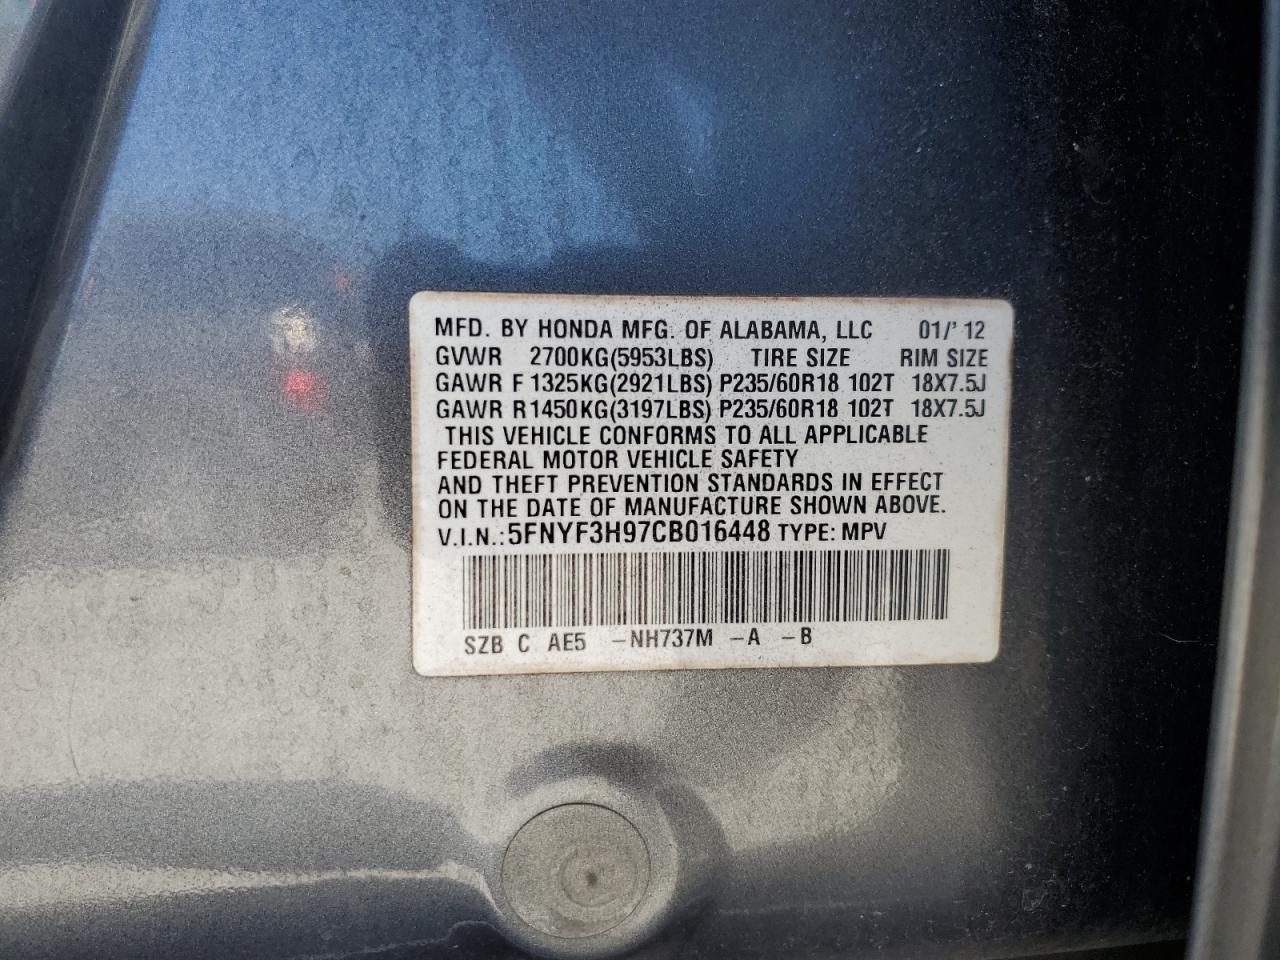 MFD. BY HONDA MFG. OF ALABAMA, LLC 01/'12
GVWR 2700KG(5953LBS) TIRE SIZE RIM SIZE
GAWR F 1325KG(2921LBS) P235/60R18 102T 18X7.5J
GAWR R1450KG(3197LBS) P235/60R18 102T 18X7.5J
THIS VEHICLE CONFORMS TO ALL APPLICABLE
FEDERAL MOTOR VEHICLE SAFETY
AND THEFT PREVENTION STANDARDS IN EFFECT
ON THE DATE OF MANUFACTURE SHOWN ABOVE.
V.I.N.:5FNYF3H97CB016448 TYPE: MPV
SZB C AE5 -NH737M -A -B